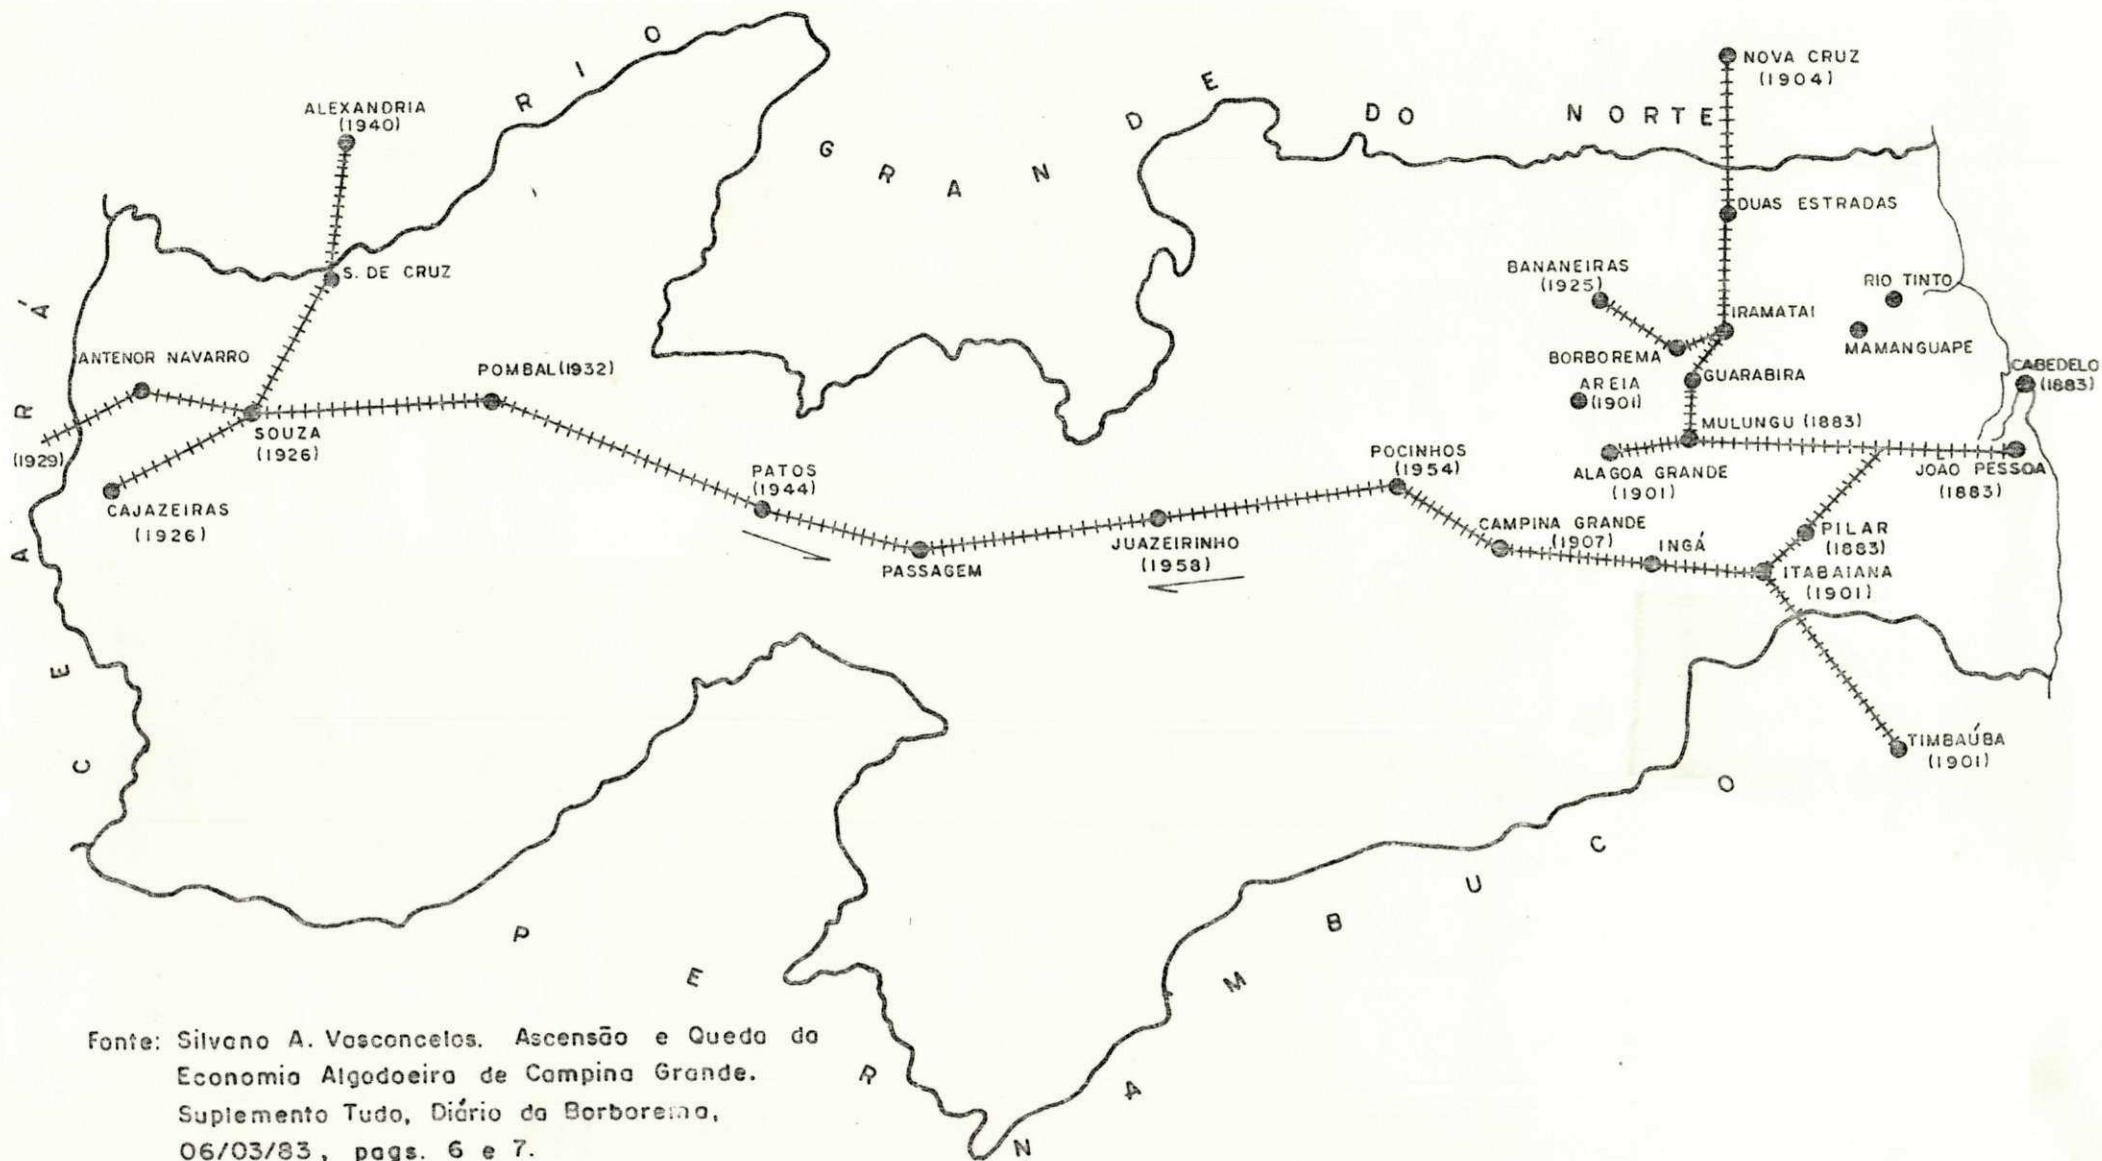 RIO GRANDE DO NORTE
NOVA CRUZ
(1904)
ALEXANDRIA
(1940)
DUAS ESTRADAS
S. DE CRUZ
BANANEIRAS
(1925)
RIO TINTO
IRAMATAI
MAMANGUAPE
BORBOREMA
ANTENOR NAVARRO
POMBAL (1932)
GUARABIRA
AREIA
(1901)
CABEDELO
(1883)
MULUNGU (1883)
(1929)
SOUZA
(1926)
CAJAZEIRAS
(1926)
PATOS
(1944)
POCINHOS
(1954)
ALAGOA GRANDE
(1901)
JOÃO PESSOA
(1883)
PASSAGEM
JUAZEIRINHO
(1958)
CAMPINA GRANDE
(1907)
INGÁ
PILAR
(1883)
ITABAIANA
(1901)
TIMBAÚBA
(1901)
CEARÁ
PERNAMBUCO
Fonte: Silvano A. Vasconcelos. Ascensão e Queda da
Economia Algodoeira de Campina Grande.
Suplemento Tudo, Diário da Borborema,
06/03/83, pags. 6 e 7.